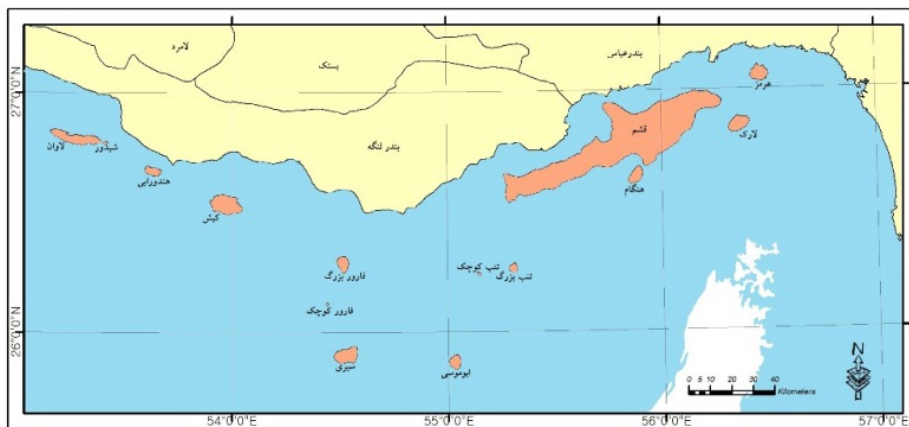 لامرد
بستک
بندرعباس
هرمز
27°0'0"N
قشم
لارک
لاوان
شیدور
بندر لنگه
هندورابی
هنگام
کیش
فارور بزرگ
تنب کوچک
تنب بزرگ
فارور کوچک
26°0'0"N
سیری
ابوموسی
N
0 5 10 20 30 40
Kilometers
54°0'0"E
55°0'0"E
56°0'0"E
57°0'0"E